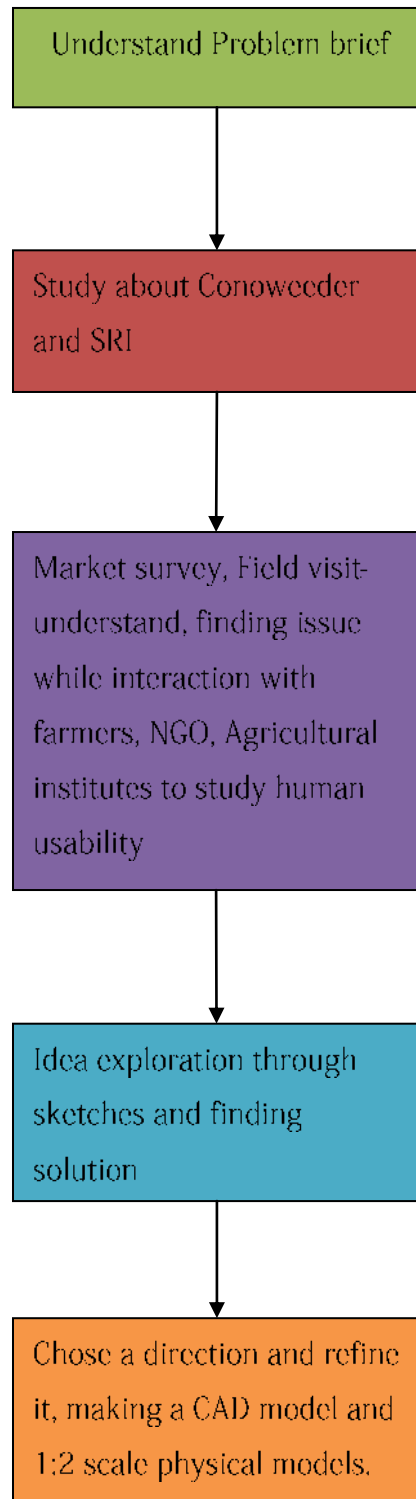 Understand Problem brief
Study about Conoweeder
and SRI
Market survey, Field visit-
understand, finding issue
while interaction with
farmers, NGO, Agricultural
institutes to study human
usability
Idea exploration through
sketches and finding
solution
Chose a direction and refine
it, making a CAD model and
1:2 scale physical models.